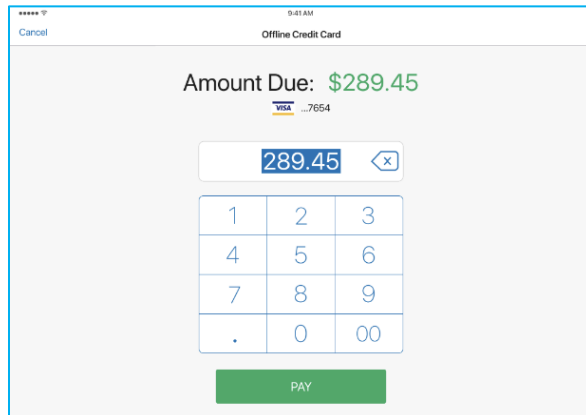 9:41 AM
Cancel
Offline Credit Card
Amount Due: $289.45
VISA ...7654
289.45
1 2 3
4 5 6
7 8 9
. 0 00
PAY